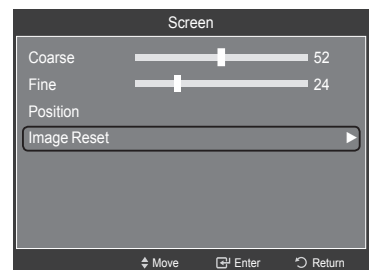 Screen
Coarse 52
Fine 24
Position
Image Reset
Move Enter Return